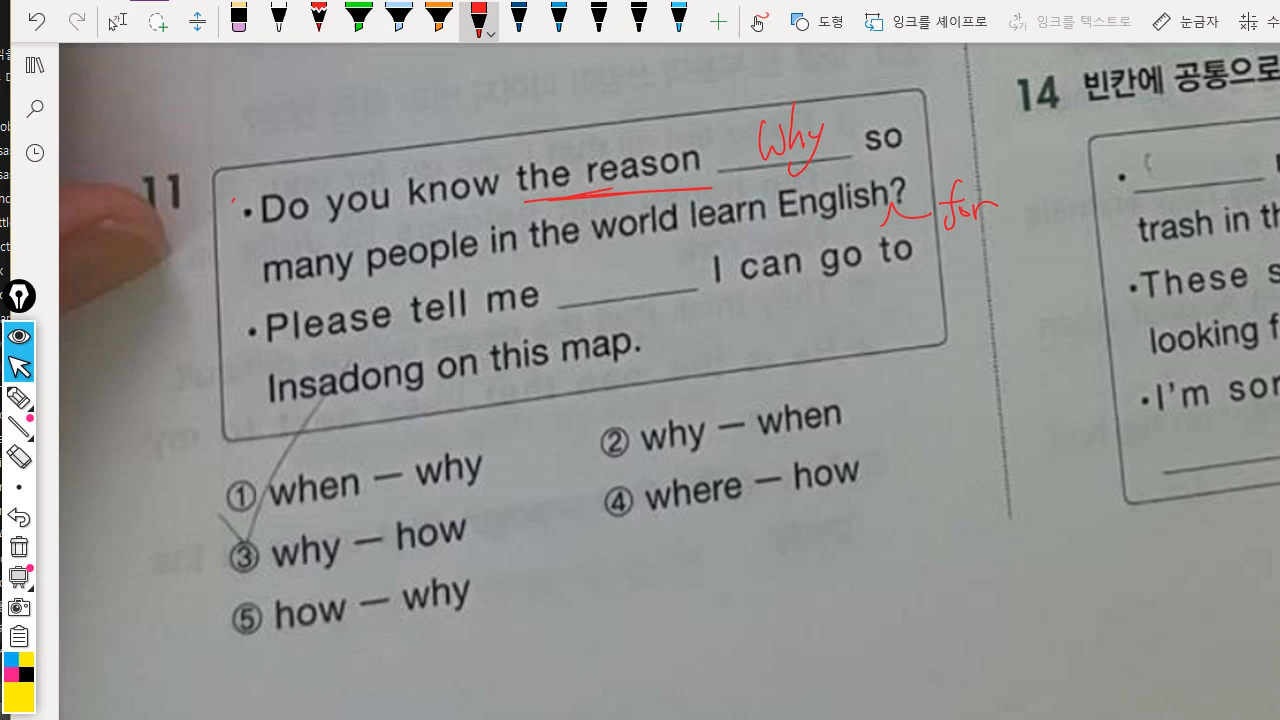 도형
잉크를 셰이프로
잉크를 텍스트로
눈금자
수
11
• Do you know the reason Why so
many people in the world learn English? for
• Please tell me ______ I can go to
Insadong on this map.
① when – why
② why – when
③ why – how
④ where – how
⑤ how – why
14 빈칸에 공통으로
trash in th
• These s
looking f
• I'm sor